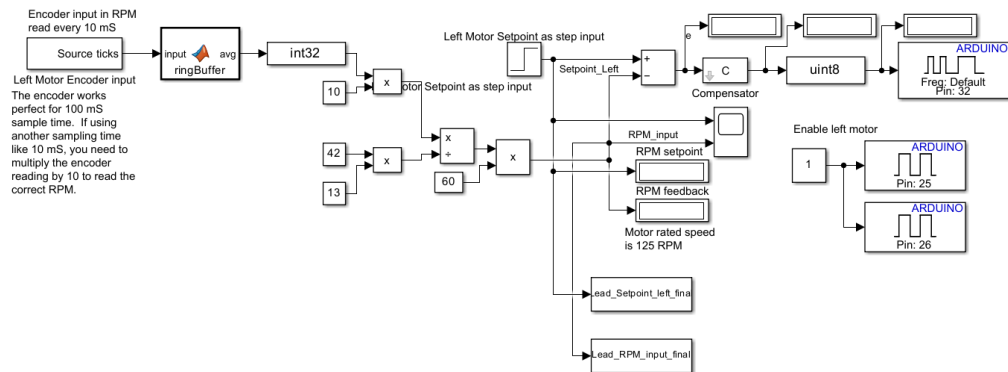 Encoder input in RPM
read every 10 mS
Source ticks
Left Motor Encoder input
The encoder works
perfect for 100 mS
sample time. If using
another sampling time
like 10 mS, you need to
multiply the encoder
reading by 10 to read the
correct RPM.
input
avg
ringBuffer
int32
10
x
42
13
x
x
÷
60
x
Left Motor Setpoint as step input
otor Setpoint as step input
Setpoint_Left
+
−
e
C
Compensator
uint8
ARDUINO
Freq: Default
Pin: 32
RPM_input
RPM setpoint
RPM feedback
Motor rated speed
is 125 RPM
Lead_Setpoint_left_fina
Lead_RPM_input_final
Enable left motor
1
ARDUINO
Pin: 25
ARDUINO
Pin: 26